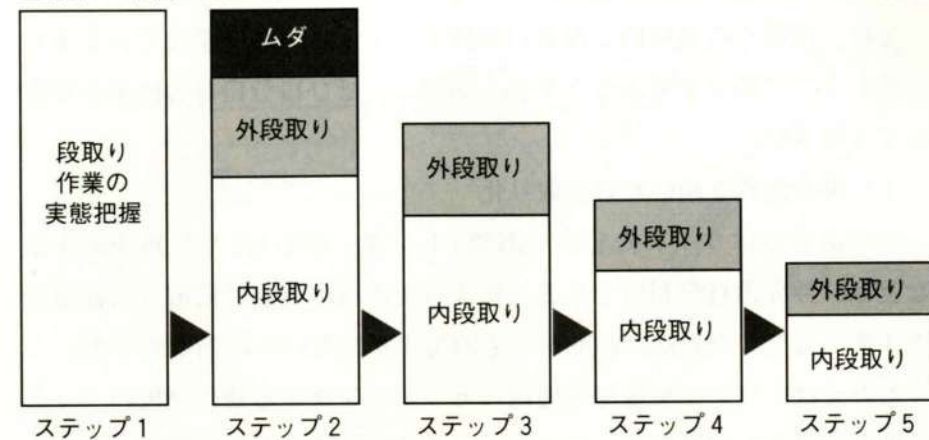 段取り
作業の
実態把握
ステップ1
ムダ
外段取り
内段取り
ステップ2
外段取り
内段取り
ステップ3
外段取り
内段取り
ステップ4
外段取り
内段取り
ステップ5